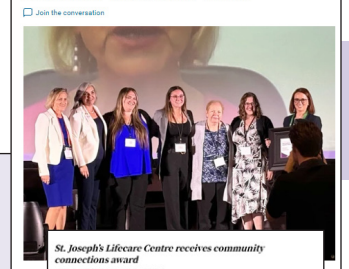 Join the conversation
St. Joseph's Lifecare Centre receives community
connections award